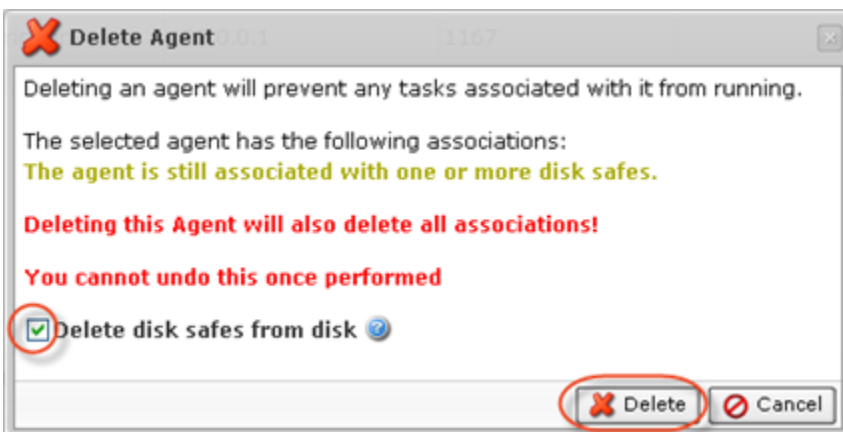 Delete Agent
1167
Deleting an agent will prevent any tasks associated with it from running.
The selected agent has the following associations:
The agent is still associated with one or more disk safes.
Deleting this Agent will also delete all associations!
You cannot undo this once performed
Delete disk safes from disk
Delete
Cancel